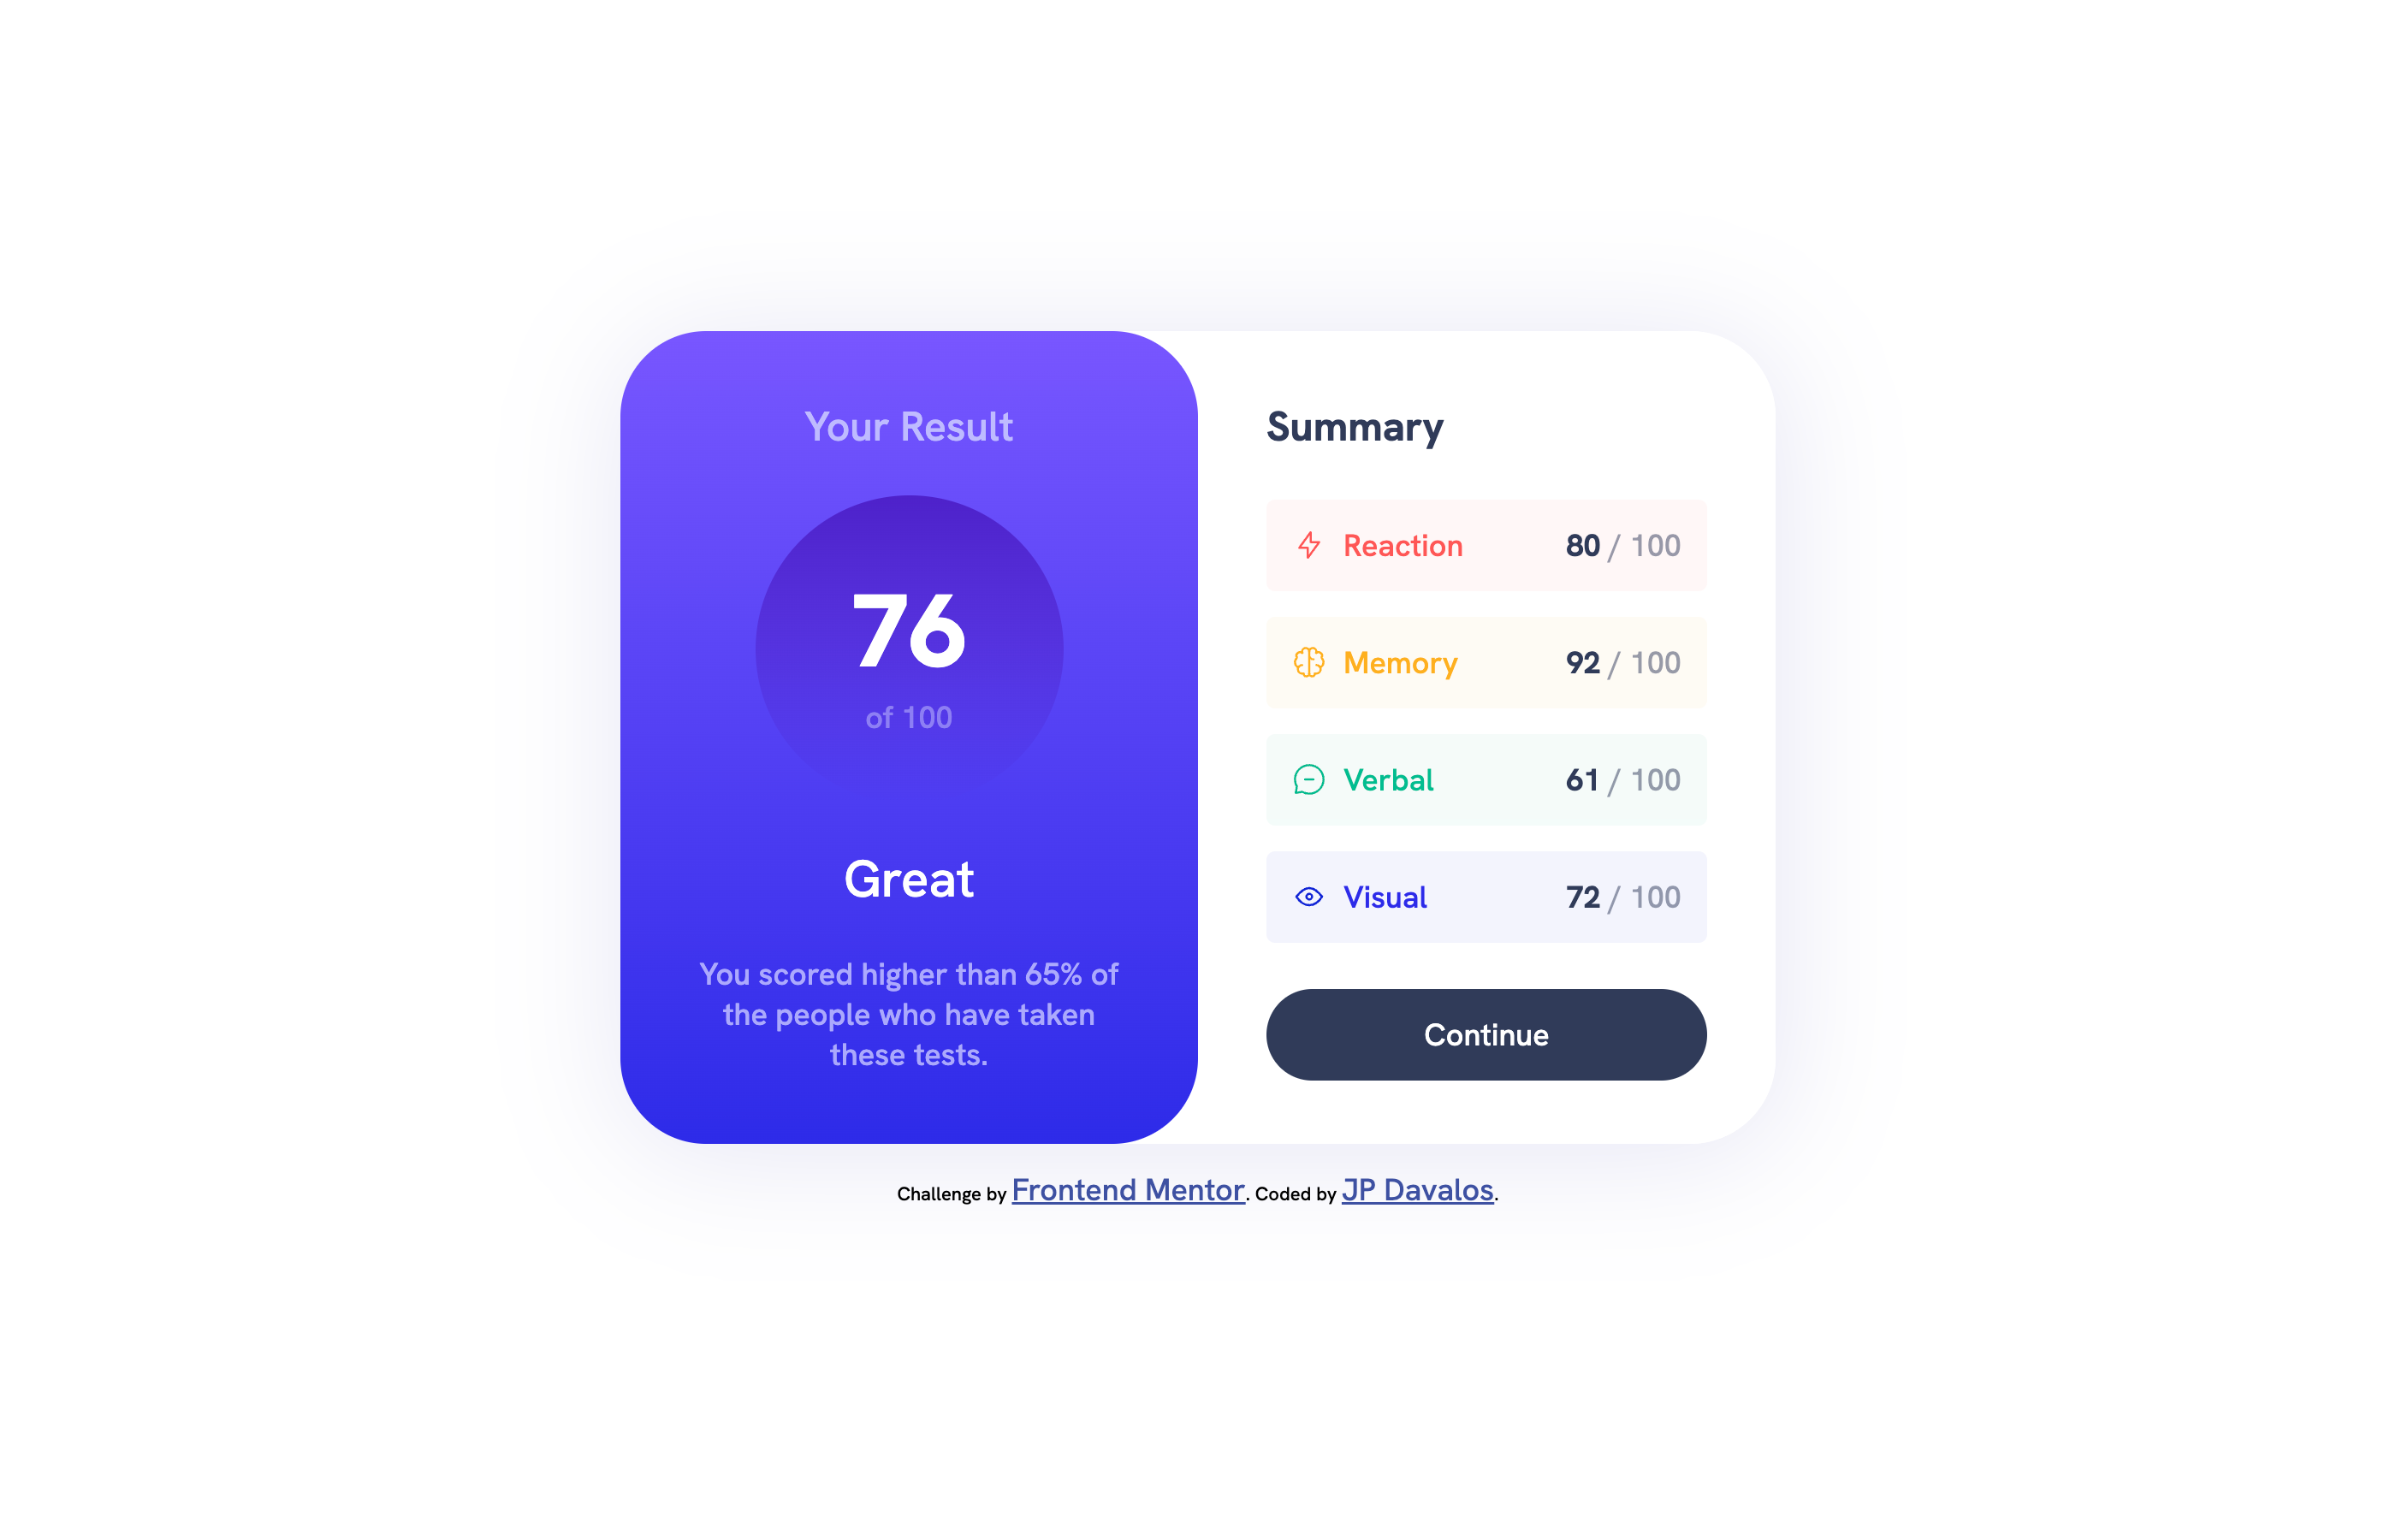 Your Result
76
of 100
Great
You scored higher than 65% of
the people who have taken
these tests.
Summary
Reaction 80 / 100
Memory 92 / 100
Verbal 61 / 100
Visual 72 / 100
Continue
Challenge by Frontend Mentor. Coded by JP Davalos.